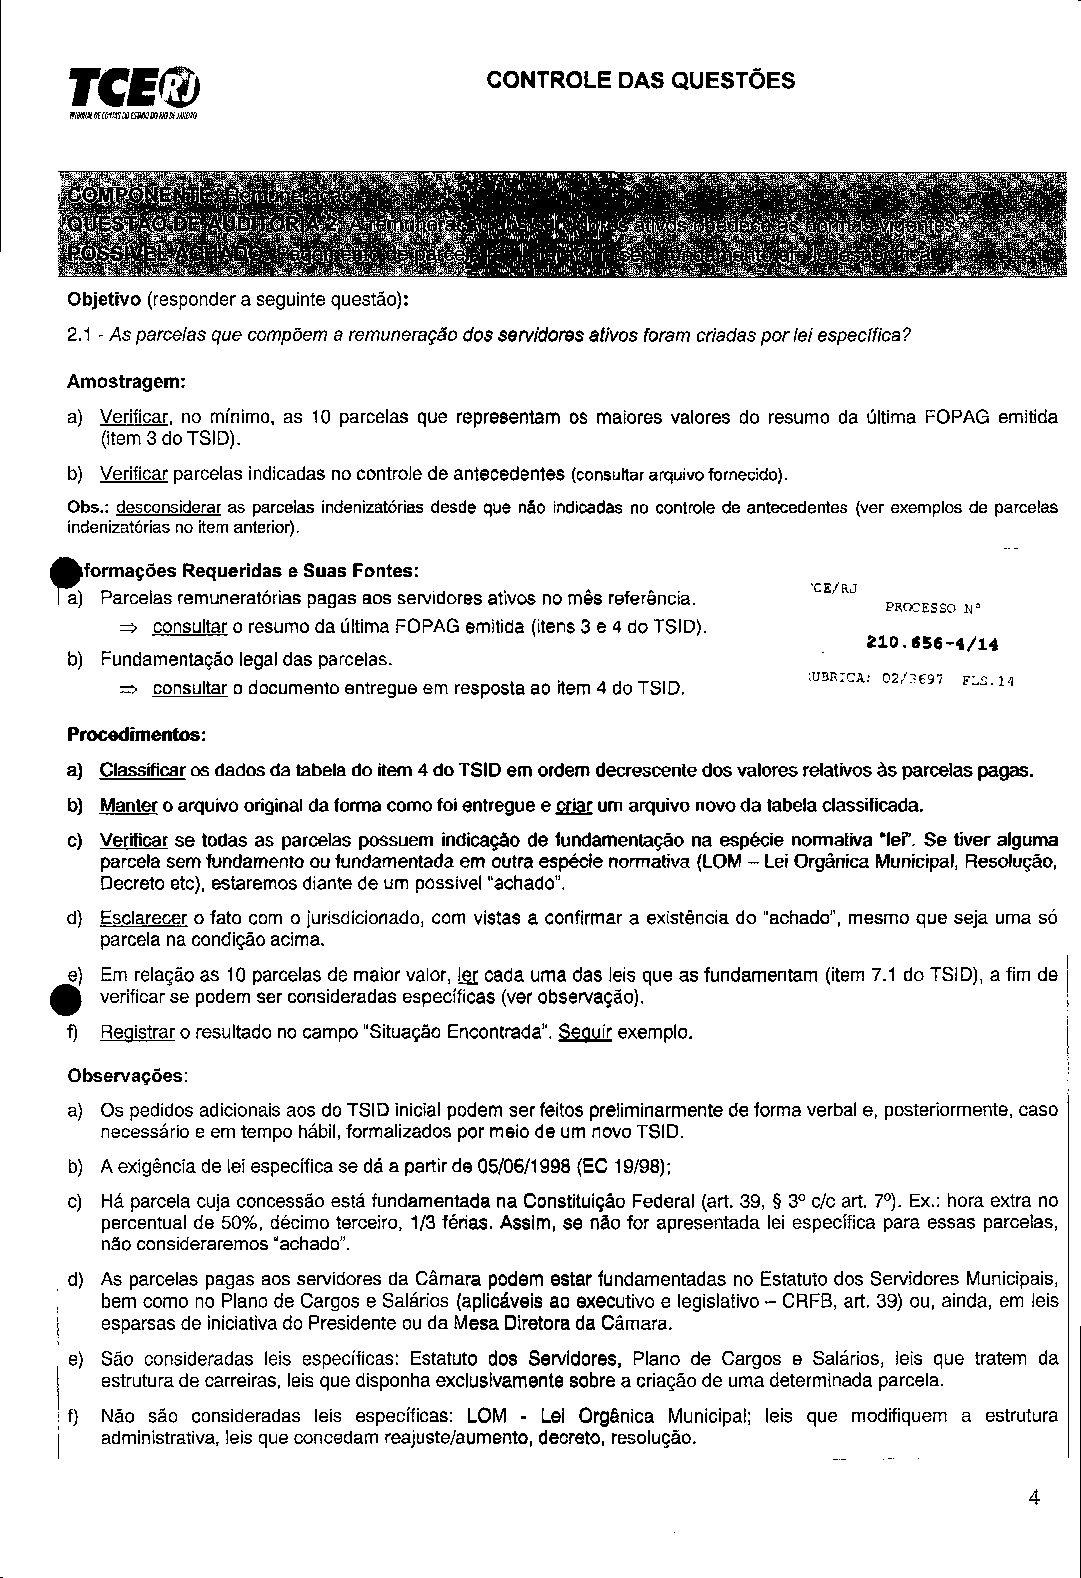 TCERJ
TRIBUNAL DE CONTAS DO ESTADO DO RIO DE JANEIRO
CONTROLE DAS QUESTÕES
COMPONENTE: Remuneração
QUESTÃO DE AUDITORIA 2: A remuneração dos servidores ativos obedece às normas vigentes?
POSSÍVEL ACHADO: Pagamento de parcela
Objetivo (responder a seguinte questão):
2.1 - As parcelas que compõem a remuneração dos servidores ativos foram criadas por lei específica?
Amostragem:
a) Verificar, no mínimo, as 10 parcelas que representam os maiores valores do resumo da última FOPAG emitida
(item 3 do TSID).
b) Verificar parcelas indicadas no controle de antecedentes (consultar arquivo fornecido).
Obs.: desconsiderar as parcelas indenizatórias desde que não indicadas no controle de antecedentes (ver exemplos de parcelas
indenizatórias no item anterior).
formações Requeridas e Suas Fontes:
a) Parcelas remuneratórias pagas aos servidores ativos no mês referência.
⇒ consultar o resumo da última FOPAG emitida (itens 3 e 4 do TSID).
b) Fundamentação legal das parcelas.
⇒ consultar o documento entregue em resposta ao item 4 do TSID.
CE/RJ
PROCESSO Nº
210.656-4/14
UBRICA: 02/3697 FLS.14
Procedimentos:
a) Classificar os dados da tabela do item 4 do TSID em ordem decrescente dos valores relativos às parcelas pagas.
b) Manter o arquivo original da forma como foi entregue e criar um arquivo novo da tabela classificada.
c) Verificar se todas as parcelas possuem indicação de fundamentação na espécie normativa "lei". Se tiver alguma
parcela sem fundamento ou fundamentada em outra espécie normativa (LOM – Lei Orgânica Municipal, Resolução,
Decreto etc), estaremos diante de um possível "achado".
d) Esclarecer o fato com o jurisdicionado, com vistas a confirmar a existência do "achado", mesmo que seja uma só
parcela na condição acima.
e) Em relação as 10 parcelas de maior valor, ler cada uma das leis que as fundamentam (item 7.1 do TSID), a fim de
verificar se podem ser consideradas específicas (ver observação).
f) Registrar o resultado no campo "Situação Encontrada". Seguir exemplo.
Observações:
a) Os pedidos adicionais aos do TSID inicial podem ser feitos preliminarmente de forma verbal e, posteriormente, caso
necessário e em tempo hábil, formalizados por meio de um novo TSID.
b) A exigência de lei específica se dá a partir de 05/06/1998 (EC 19/98);
c) Há parcela cuja concessão está fundamentada na Constituição Federal (art. 39, § 3º c/c art. 7º). Ex.: hora extra no
percentual de 50%, décimo terceiro, 1/3 férias. Assim, se não for apresentada lei específica para essas parcelas,
não consideraremos "achado".
d) As parcelas pagas aos servidores da Câmara podem estar fundamentadas no Estatuto dos Servidores Municipais,
bem como no Plano de Cargos e Salários (aplicáveis ao executivo e legislativo – CRFB, art. 39) ou, ainda, em leis
esparsas de iniciativa do Presidente ou da Mesa Diretora da Câmara.
e) São consideradas leis específicas: Estatuto dos Servidores, Plano de Cargos e Salários, leis que tratem da
estrutura de carreiras, leis que disponha exclusivamente sobre a criação de uma determinada parcela.
f) Não são consideradas leis específicas: LOM - Lei Orgânica Municipal; leis que modifiquem a estrutura
administrativa, leis que concedam reajuste/aumento, decreto, resolução.
4